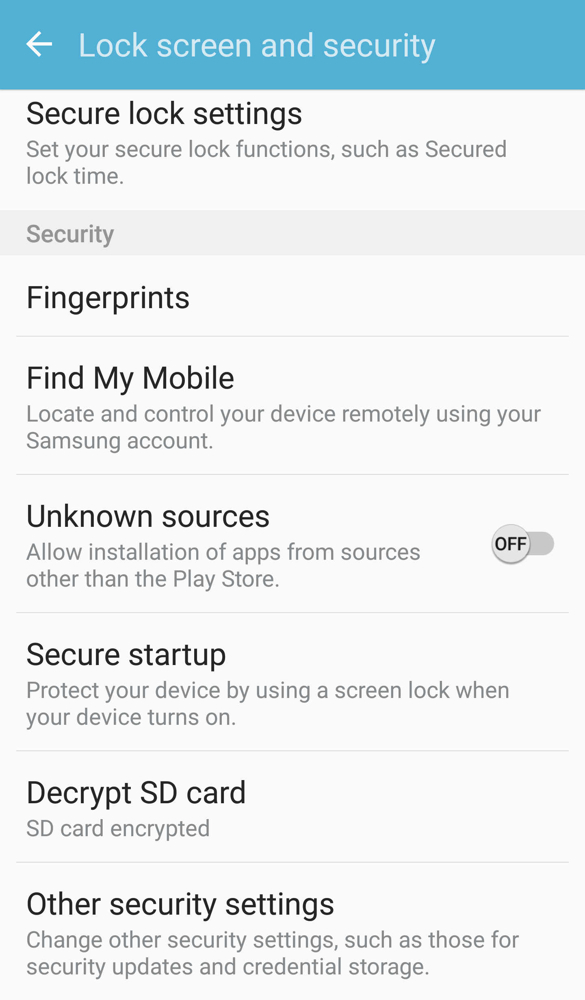 Lock screen and security
Secure lock settings
Set your secure lock functions, such as Secured
lock time.
Security
Fingerprints
Find My Mobile
Locate and control your device remotely using your
Samsung account.
Unknown sources
Allow installation of apps from sources
other than the Play Store.
OFF
Secure startup
Protect your device by using a screen lock when
your device turns on.
Decrypt SD card
SD card encrypted
Other security settings
Change other security settings, such as those for
security updates and credential storage.